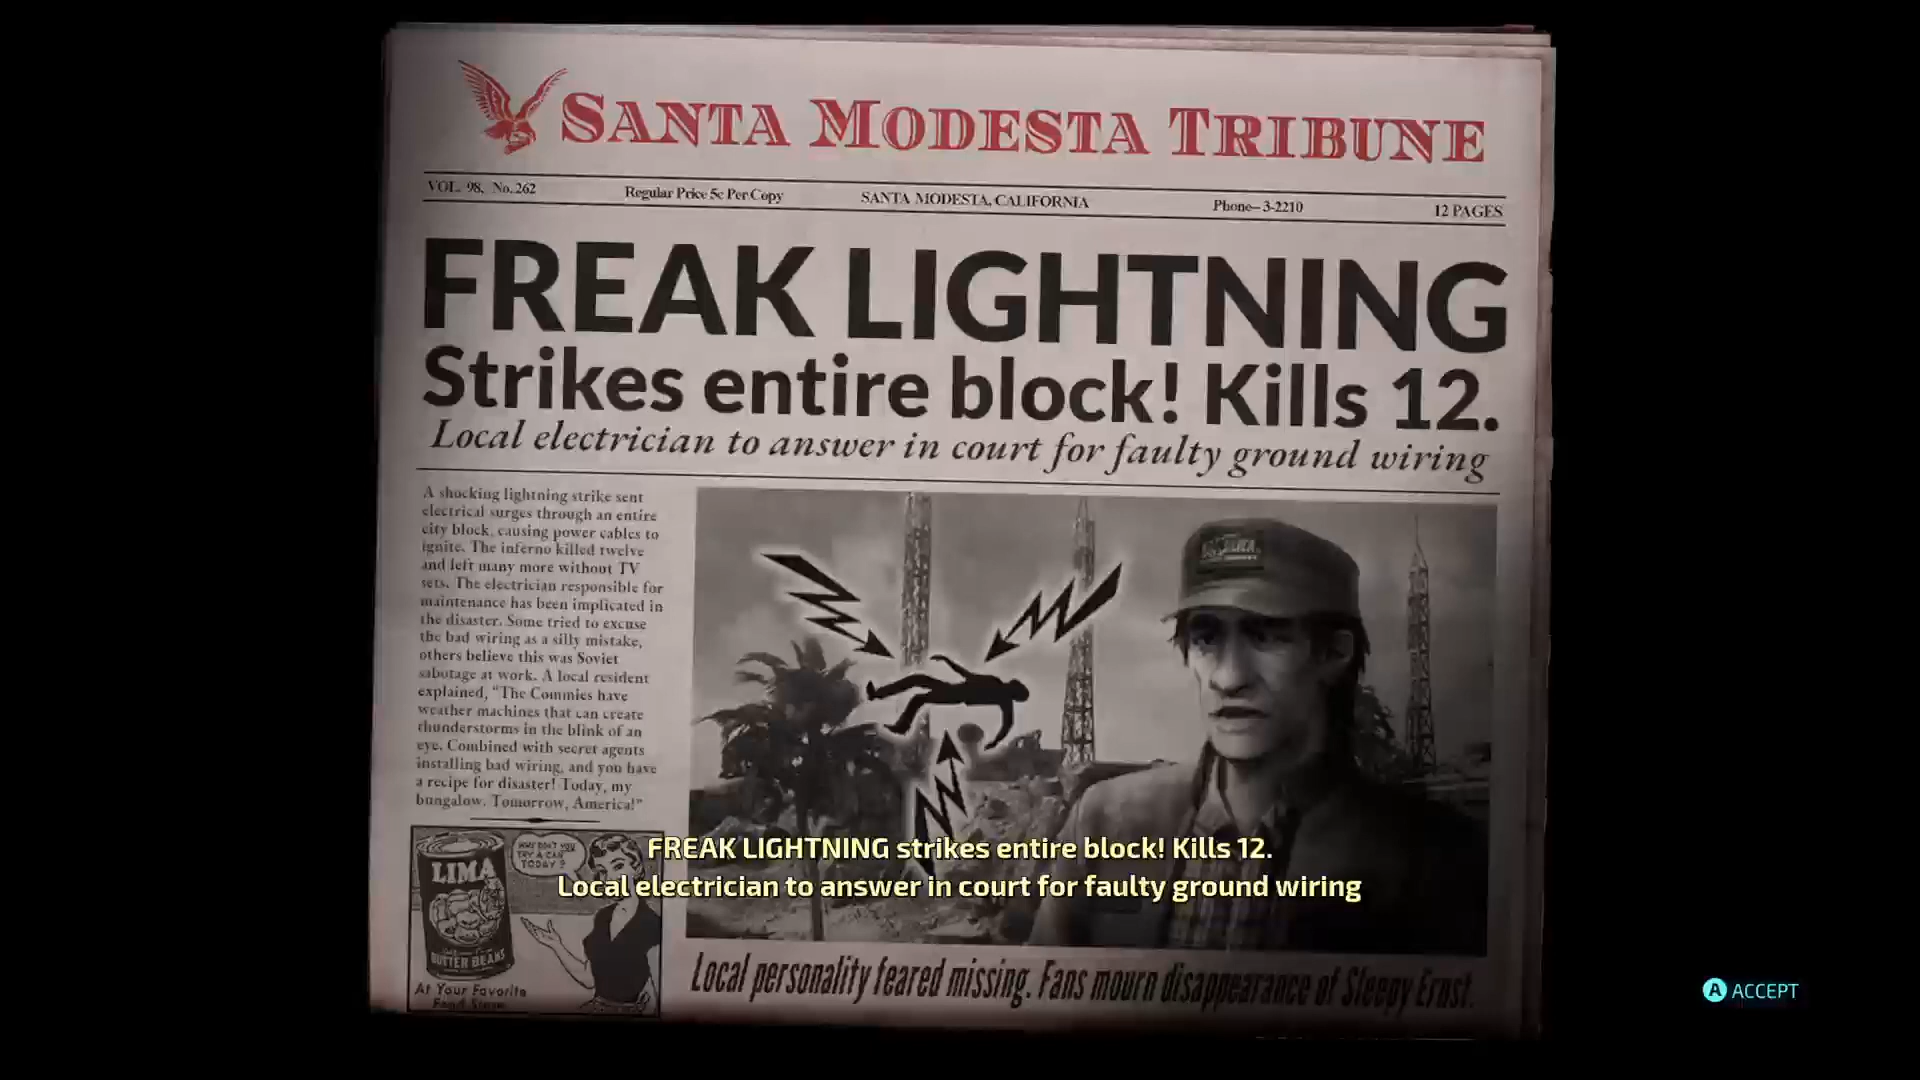 SANTA MODESTA TRIBUNE
VOL. 98, No. 262 Regular Price 5c Per Copy SANTA MODESTA, CALIFORNIA Phone–3-2210 12 PAGES
FREAK LIGHTNING
Strikes entire block! Kills 12.
Local electrician to answer in court for faulty ground wiring
A shocking lightning strike sent
electrical surges through an entire
city block, causing power cables to
ignite. The inferno killed twelve
and left many more without TV
sets. The electrician responsible for
maintenance has been implicated in
the disaster. Some tried to excuse
the bad wiring as a silly mistake,
others believe this was Soviet
sabotage at work. A local resident
explained, "The Commies have
weather machines that can create
thunderstorms in the blink of an
eye. Combined with secret agents
installing bad wiring, and you have
a recipe for disaster! Today, my
bungalow. Tomorrow, America!"
LIMA
BUTTER BEANS
WHY DON'T YOU
TRY A CAN
TODAY?
At Your Favorite
Food Store
FREAK LIGHTNING strikes entire block! Kills 12.
Local electrician to answer in court for faulty ground wiring
Local personality feared missing. Fans mourn disappearance of Sleepy Ernst.
A ACCEPT